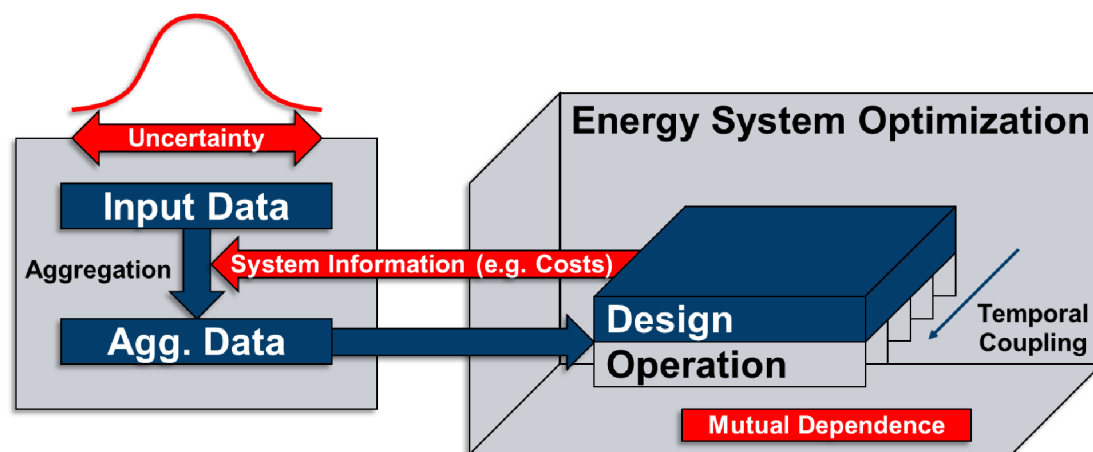 Energy System Optimization
Uncertainty
Input Data
Aggregation
System Information (e.g. Costs)
Agg. Data
Design
Operation
Temporal
Coupling
Mutual Dependence